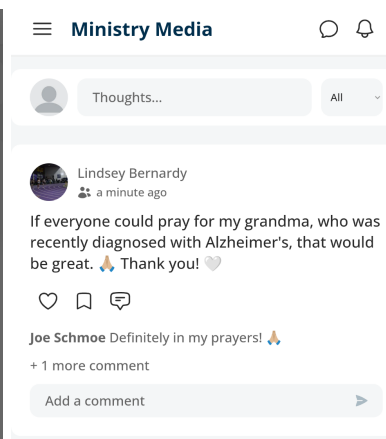 Ministry Media
Thoughts...
All
Lindsey Bernardy
a minute ago
If everyone could pray for my grandma, who was
recently diagnosed with Alzheimer's, that would
be great. 🙏🏼 Thank you! 🤍
Joe Schmoe Definitely in my prayers! 🙏🏼
+ 1 more comment
Add a comment